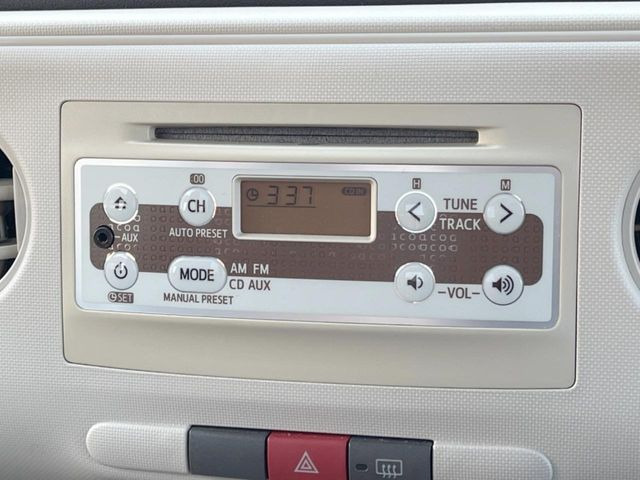 :00
H
M
3:37
CD IN
CH
TUNE
AUTO PRESET
TRACK
AUX
MODE
AM FM
CD AUX
SET
MANUAL PRESET
-VOL-